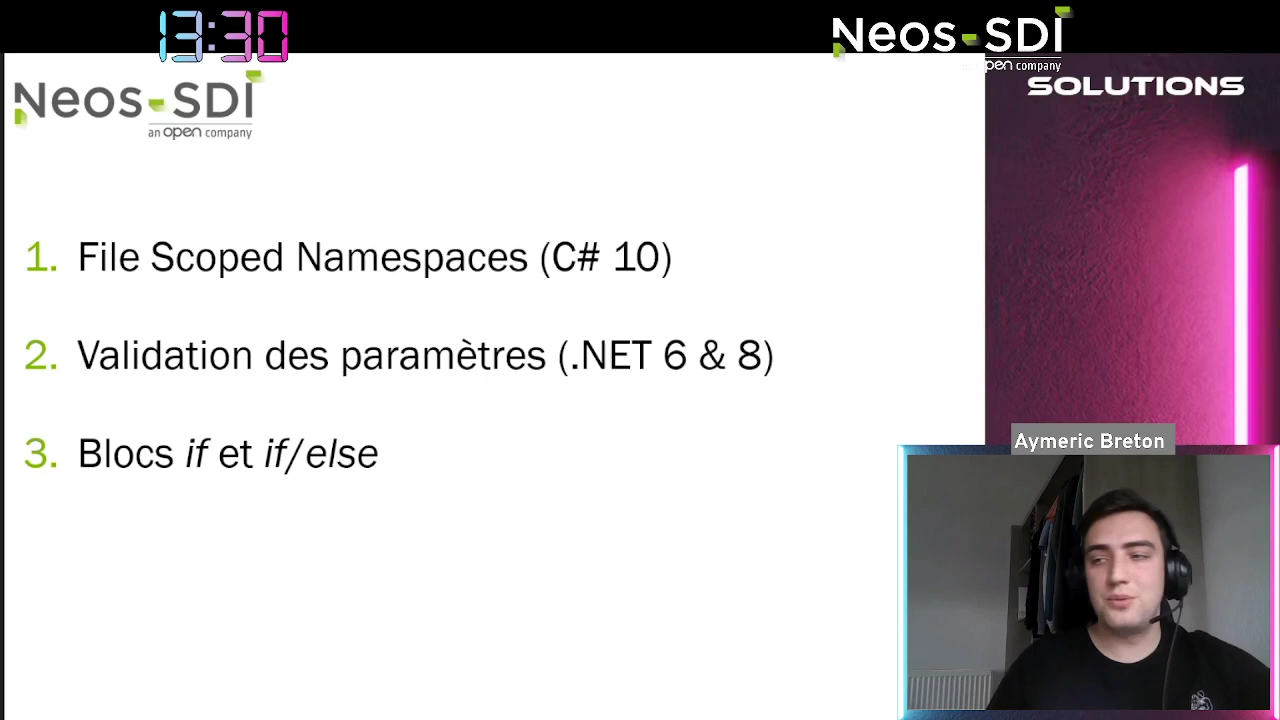 13:30
Neos-SDI
open company
SOLUTIONS
Neos-SDI
an open company
1. File Scoped Namespaces (C# 10)
2. Validation des paramètres (.NET 6 & 8)
3. Blocs if et if/else
Aymeric Breton